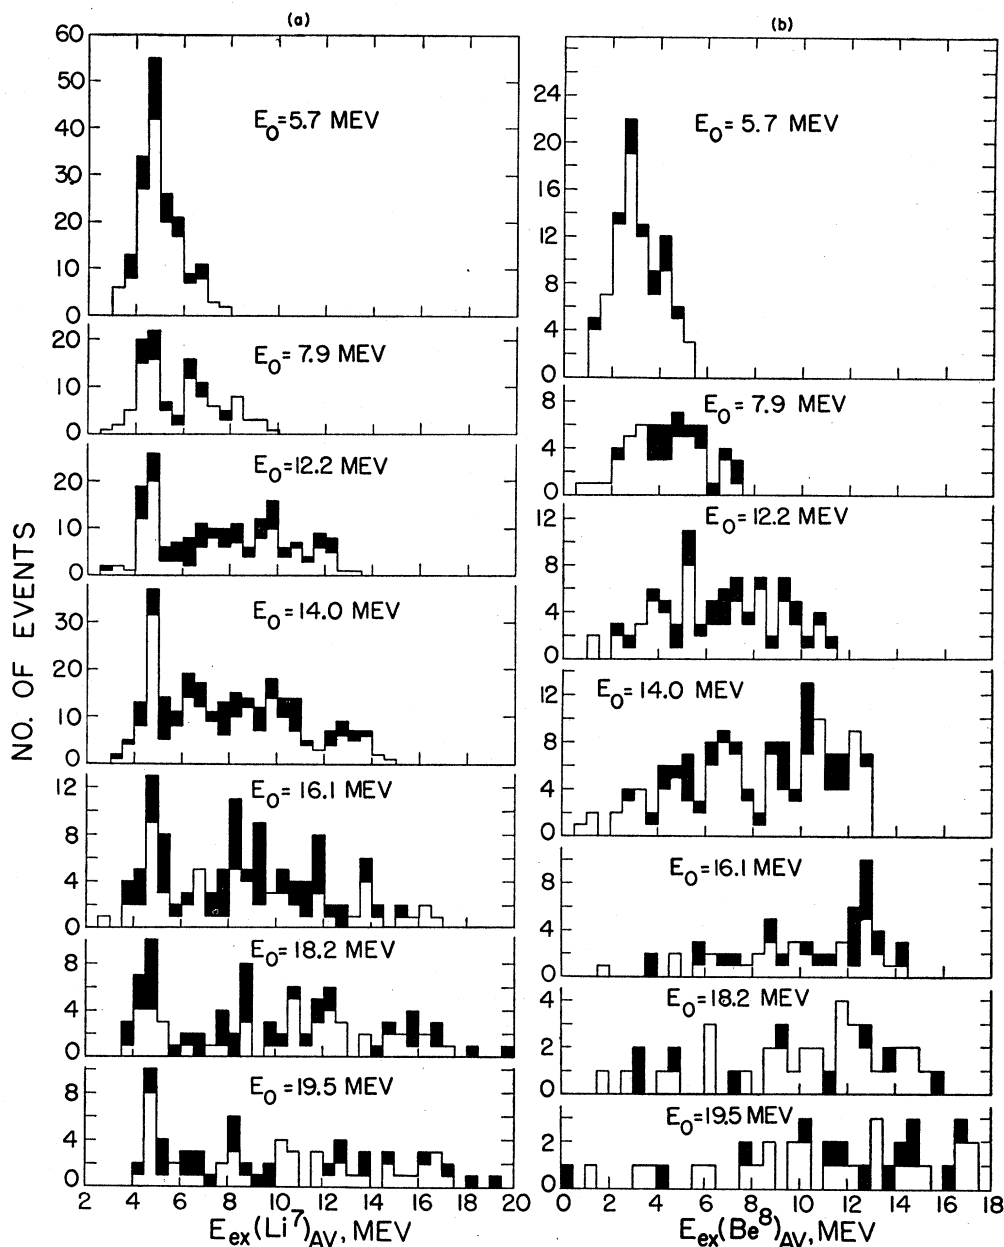 (a)
60
50
40
30
20
10
0
E₀=5.7 MEV
20
10
0
E₀=7.9 MEV
20
10
0
E₀=12.2 MEV
30
20
10
0
E₀=14.0 MEV
12
8
4
0
E₀=16.1 MEV
8
4
0
E₀=18.2 MEV
8
4
0
E₀=19.5 MEV
2 4 6 8 10 12 14 16 18 20
Eₑₓ(Li⁷)AV, MEV
NO. OF EVENTS
(b)
24
20
16
12
8
4
0
E₀=5.7 MEV
8
4
0
E₀=7.9 MEV
12
8
4
0
E₀=12.2 MEV
12
8
4
0
E₀=14.0 MEV
8
4
0
E₀=16.1 MEV
4
2
0
E₀=18.2 MEV
2
0
E₀=19.5 MEV
0 2 4 6 8 10 12 14 16 18
Eₑₓ(Be⁸)AV, MEV